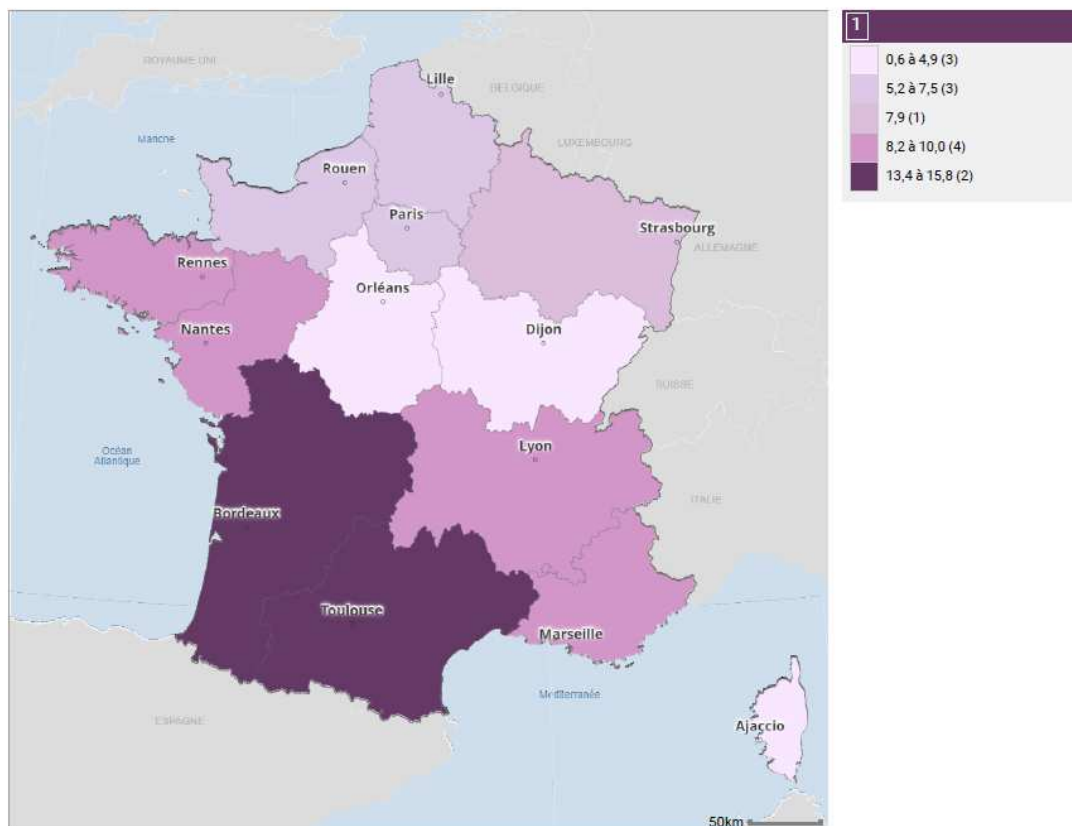 1
0,6 à 4,9 (3)
5,2 à 7,5 (3)
7,9 (1)
8,2 à 10,0 (4)
13,4 à 15,8 (2)
ROYAUME UNI
Lille
BELGIQUE
Manche
LUXEMBOURG
Rouen
Paris
Strasbourg
ALLEMAGNE
Rennes
Orléans
Nantes
Dijon
SUISSE
Lyon
Océan
Atlantique
ITALIE
Bordeaux
Toulouse
Marseille
Méditerranée
ESPAGNE
Ajaccio
50km